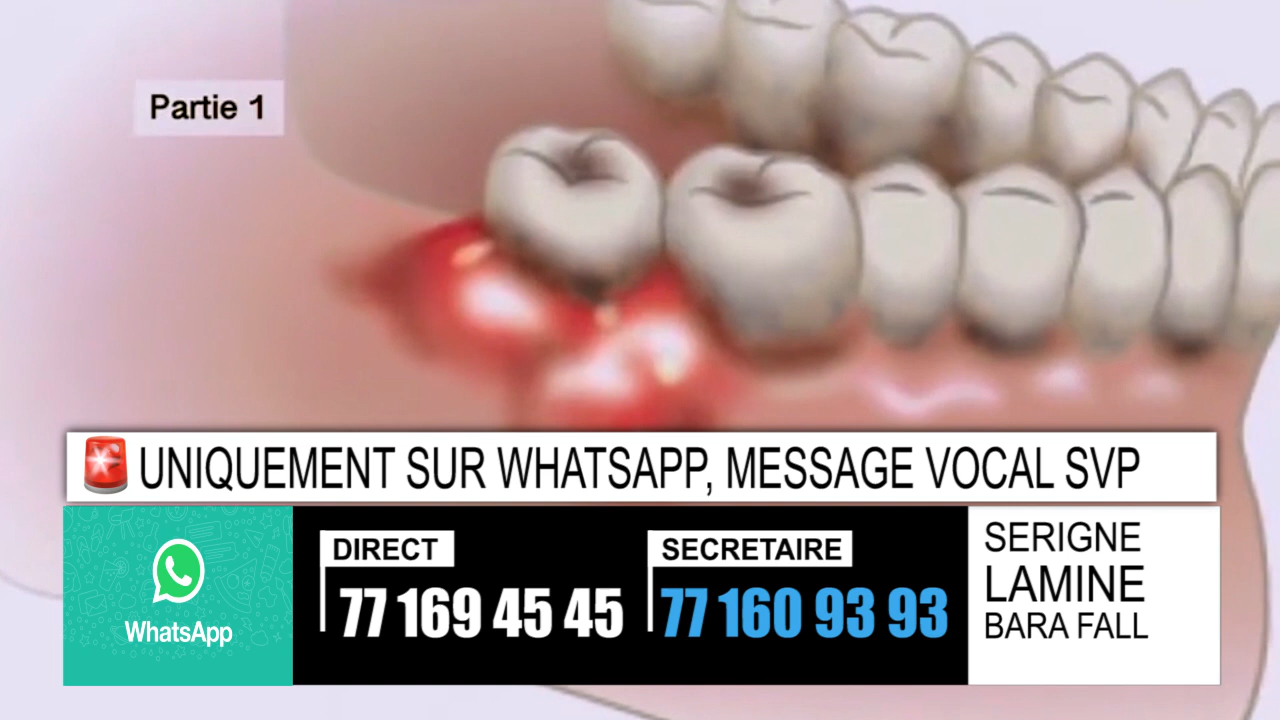 Partie 1
UNIQUEMENT SUR WHATSAPP, MESSAGE VOCAL SVP
WhatsApp
DIRECT
77 169 45 45
SECRETAIRE
77 160 93 93
SERIGNE
LAMINE
BARA FALL